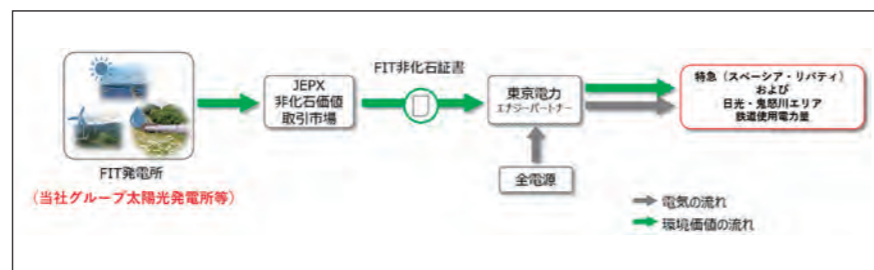 FIT発電所
(当社グループ太陽光発電所等)
JEPX
非化石価値
取引市場
FIT非化石証書
東京電力
エナジーパートナー
全電源
特急(スペーシア・リバティ)
および
日光・鬼怒川エリア
鉄道使用電力量
電気の流れ
環境価値の流れ